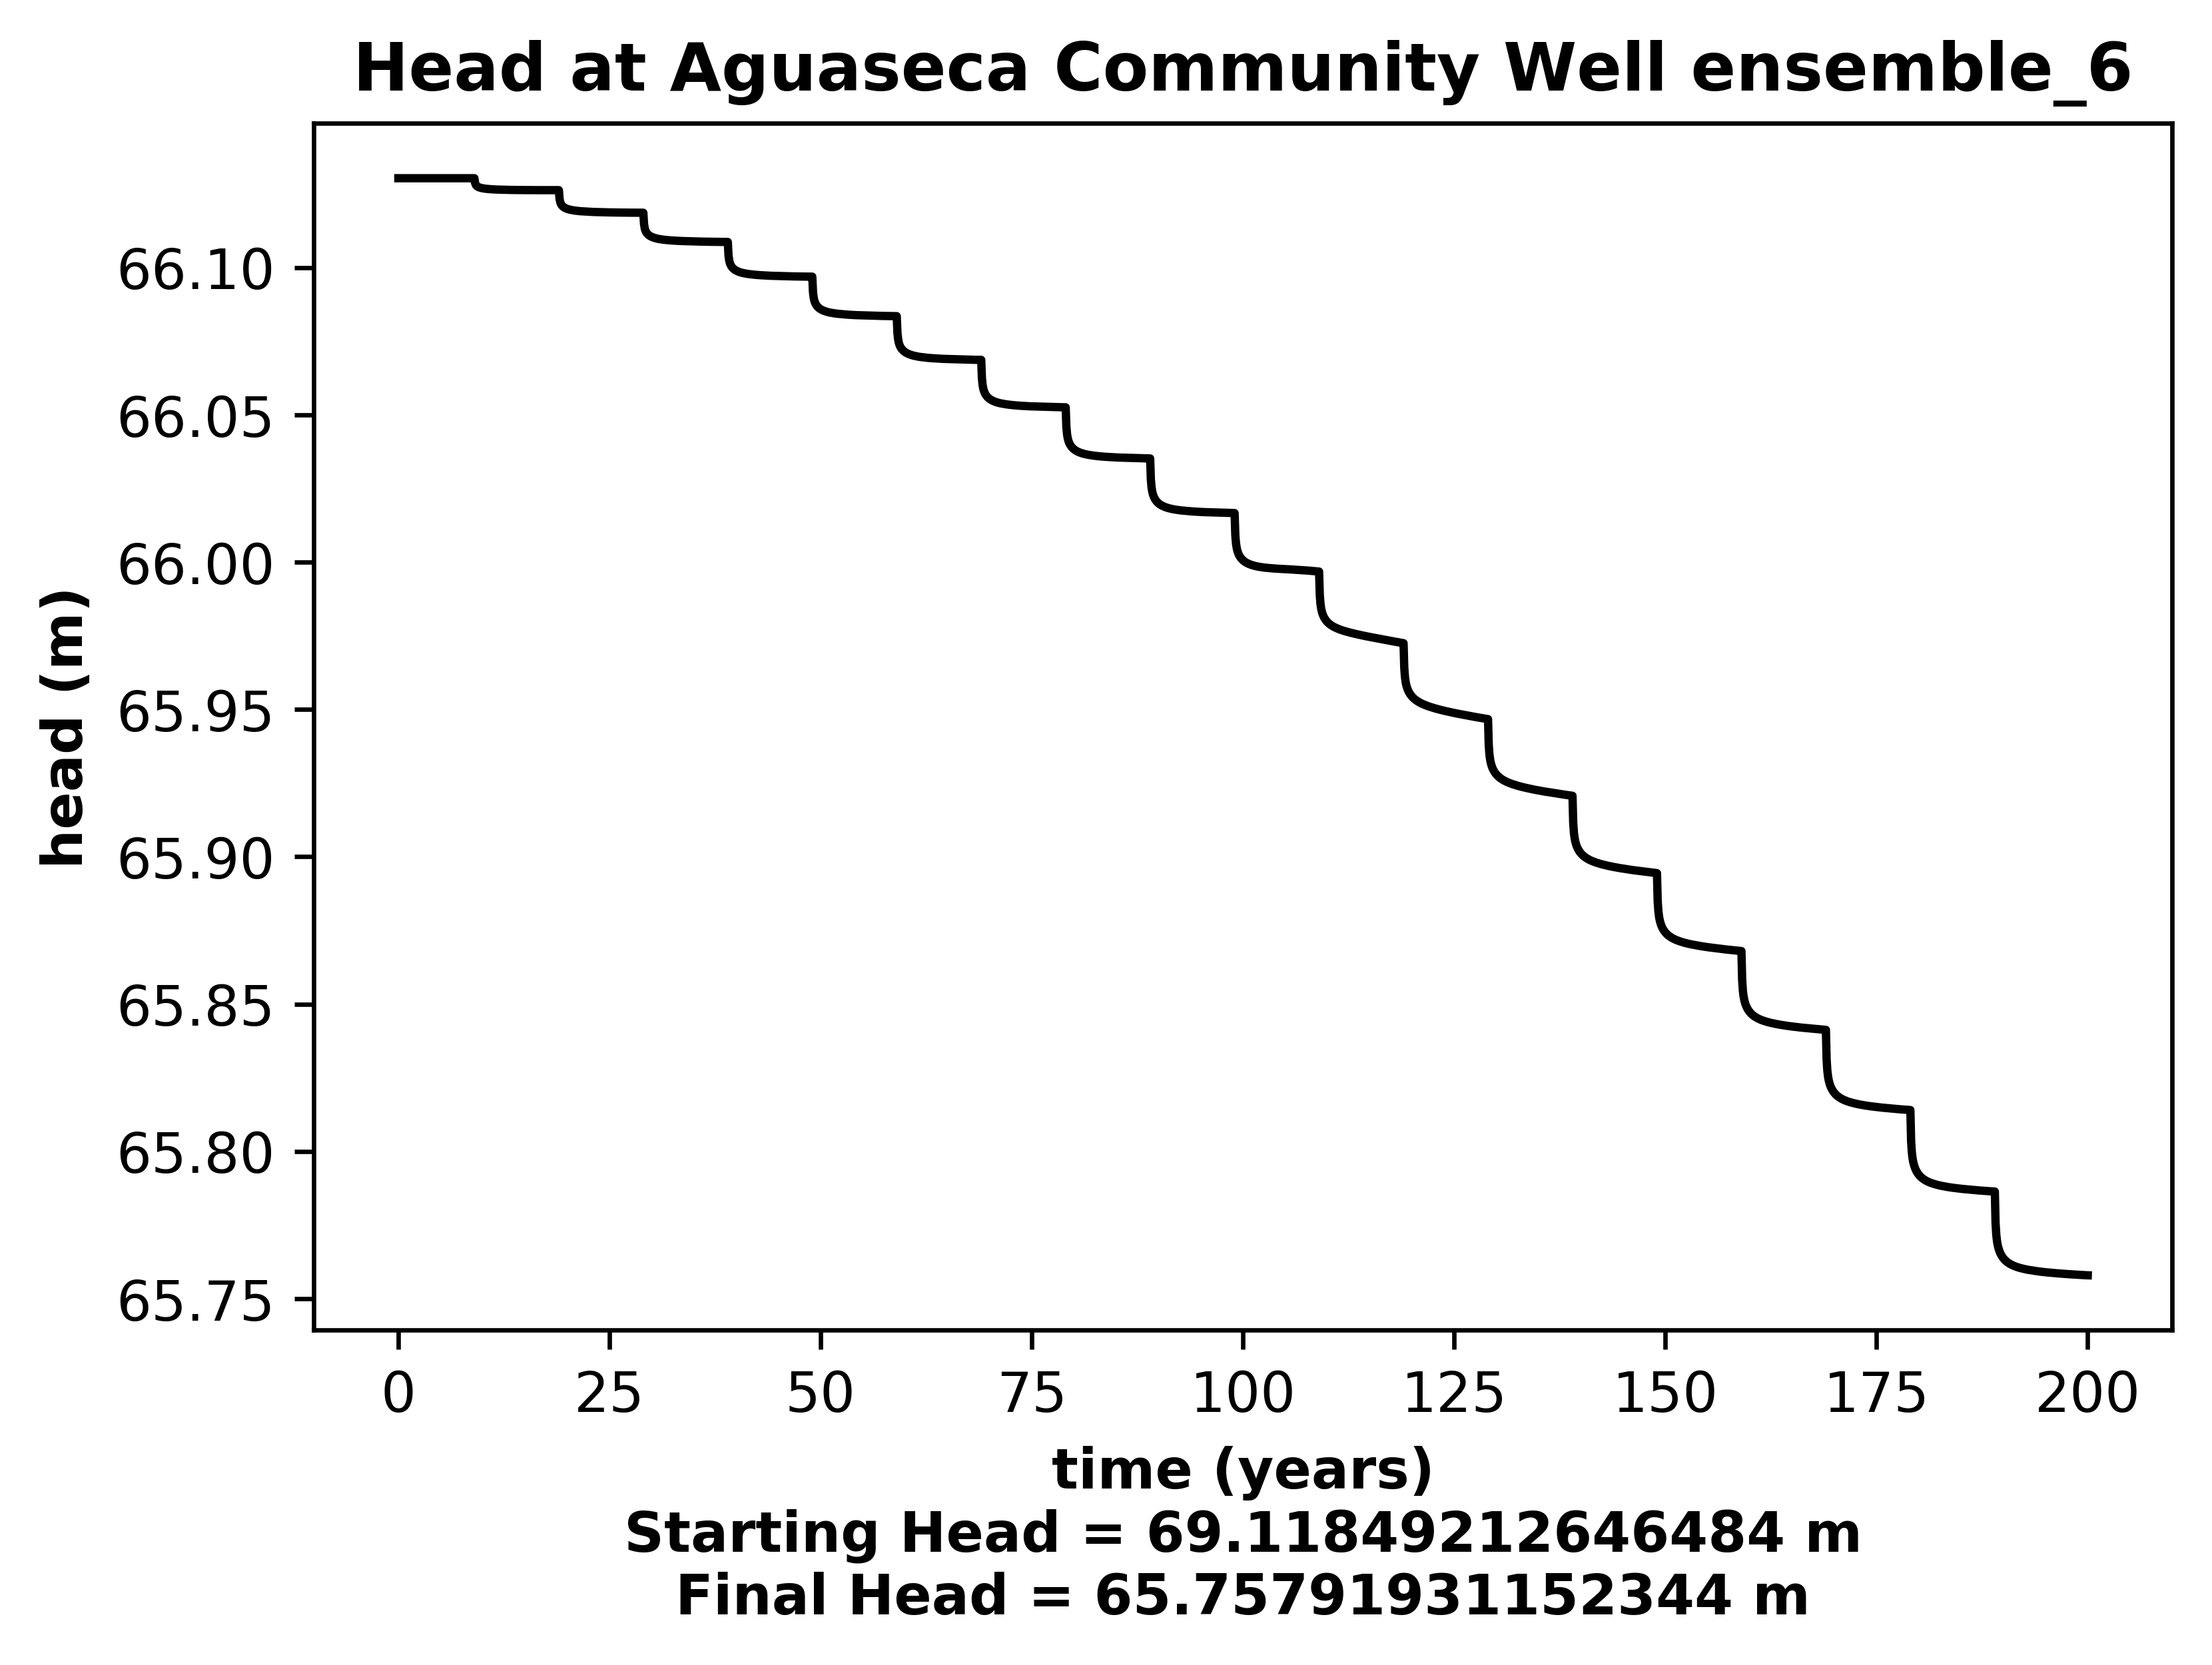 Head at Aguaseca Community Well ensemble_6
head (m)
66.10
66.05
66.00
65.95
65.90
65.85
65.80
65.75
0 25 50 75 100 125 150 175 200
time (years)
Starting Head = 69.11849212646484 m
Final Head = 65.75791931152344 m